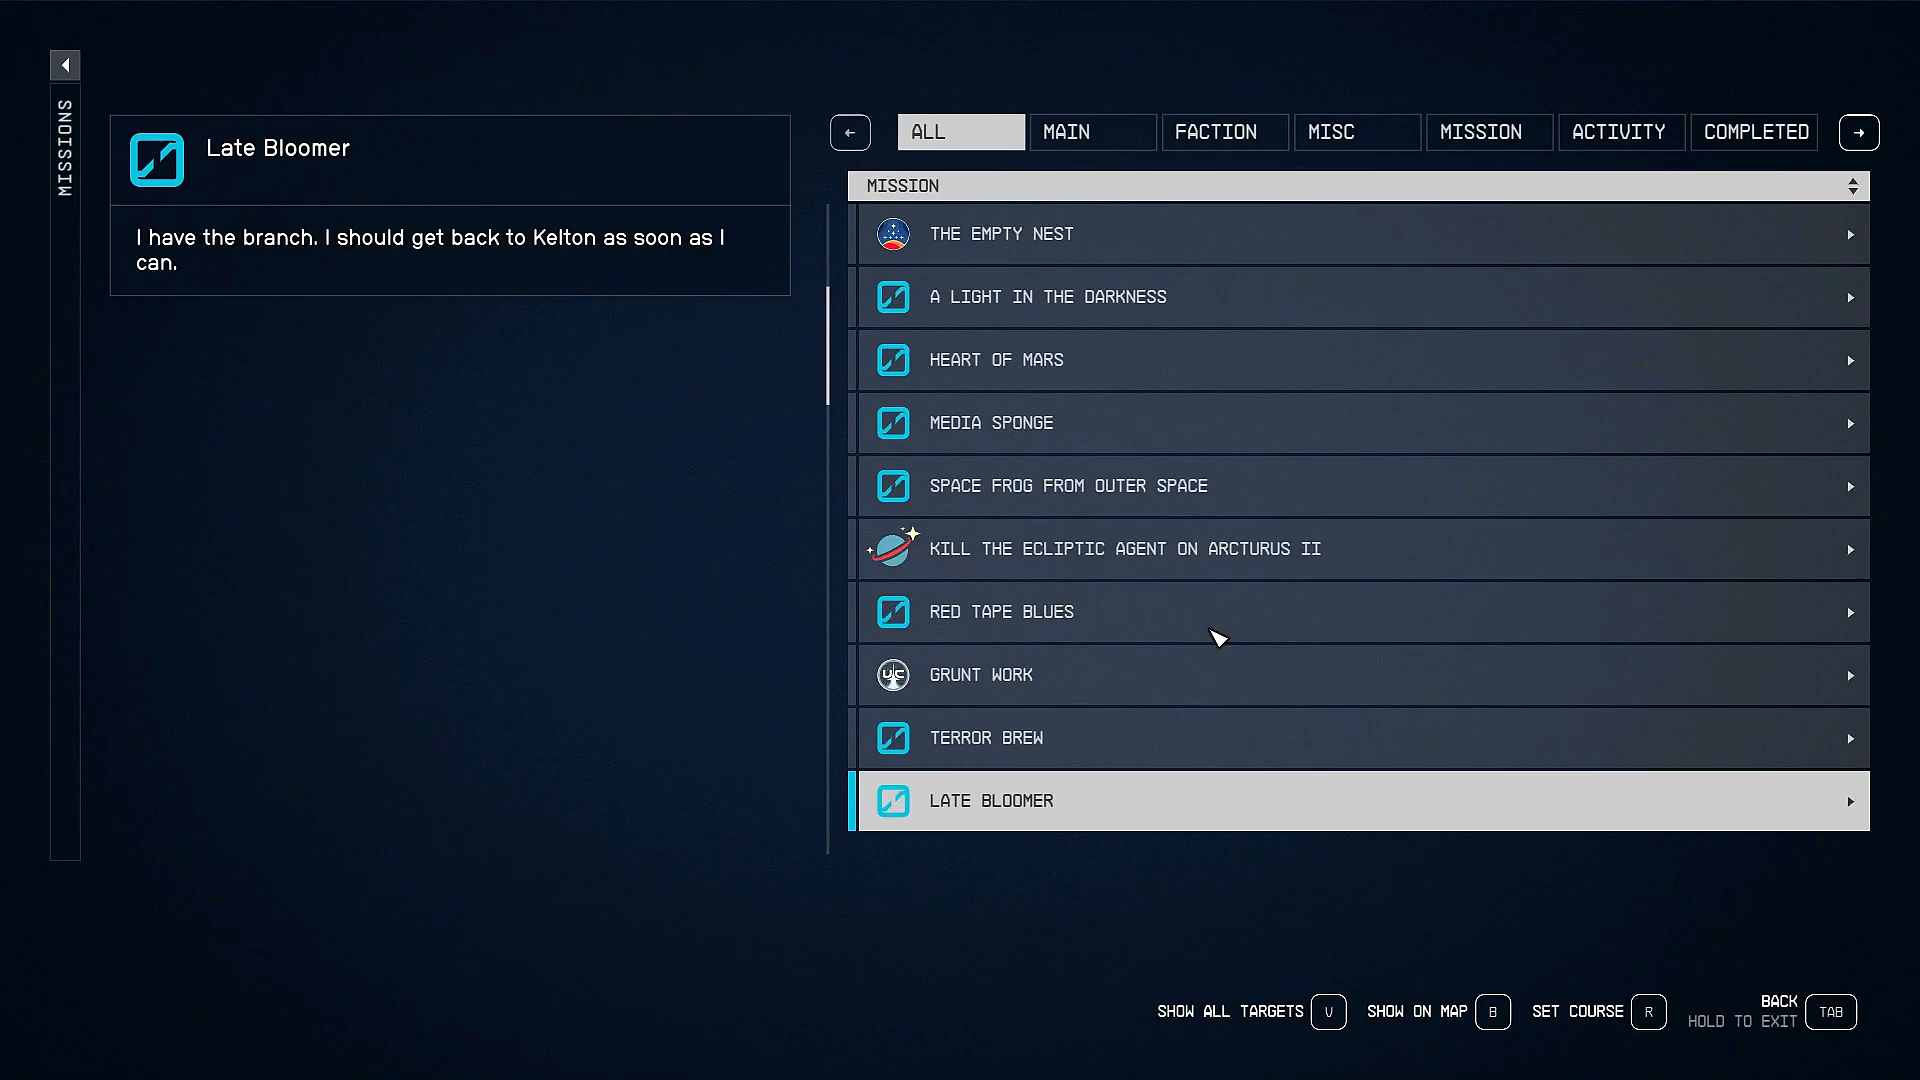 MISSIONS
Late Bloomer
I have the branch. I should get back to Kelton as soon as I
can.
ALL MAIN FACTION MISC MISSION ACTIVITY COMPLETED
MISSION
THE EMPTY NEST
A LIGHT IN THE DARKNESS
HEART OF MARS
MEDIA SPONGE
SPACE FROG FROM OUTER SPACE
KILL THE ECLIPTIC AGENT ON ARCTURUS II
RED TAPE BLUES
UC GRUNT WORK
TERROR BREW
LATE BLOOMER
SHOW ALL TARGETS V SHOW ON MAP B SET COURSE R BACK TAB
HOLD TO EXIT